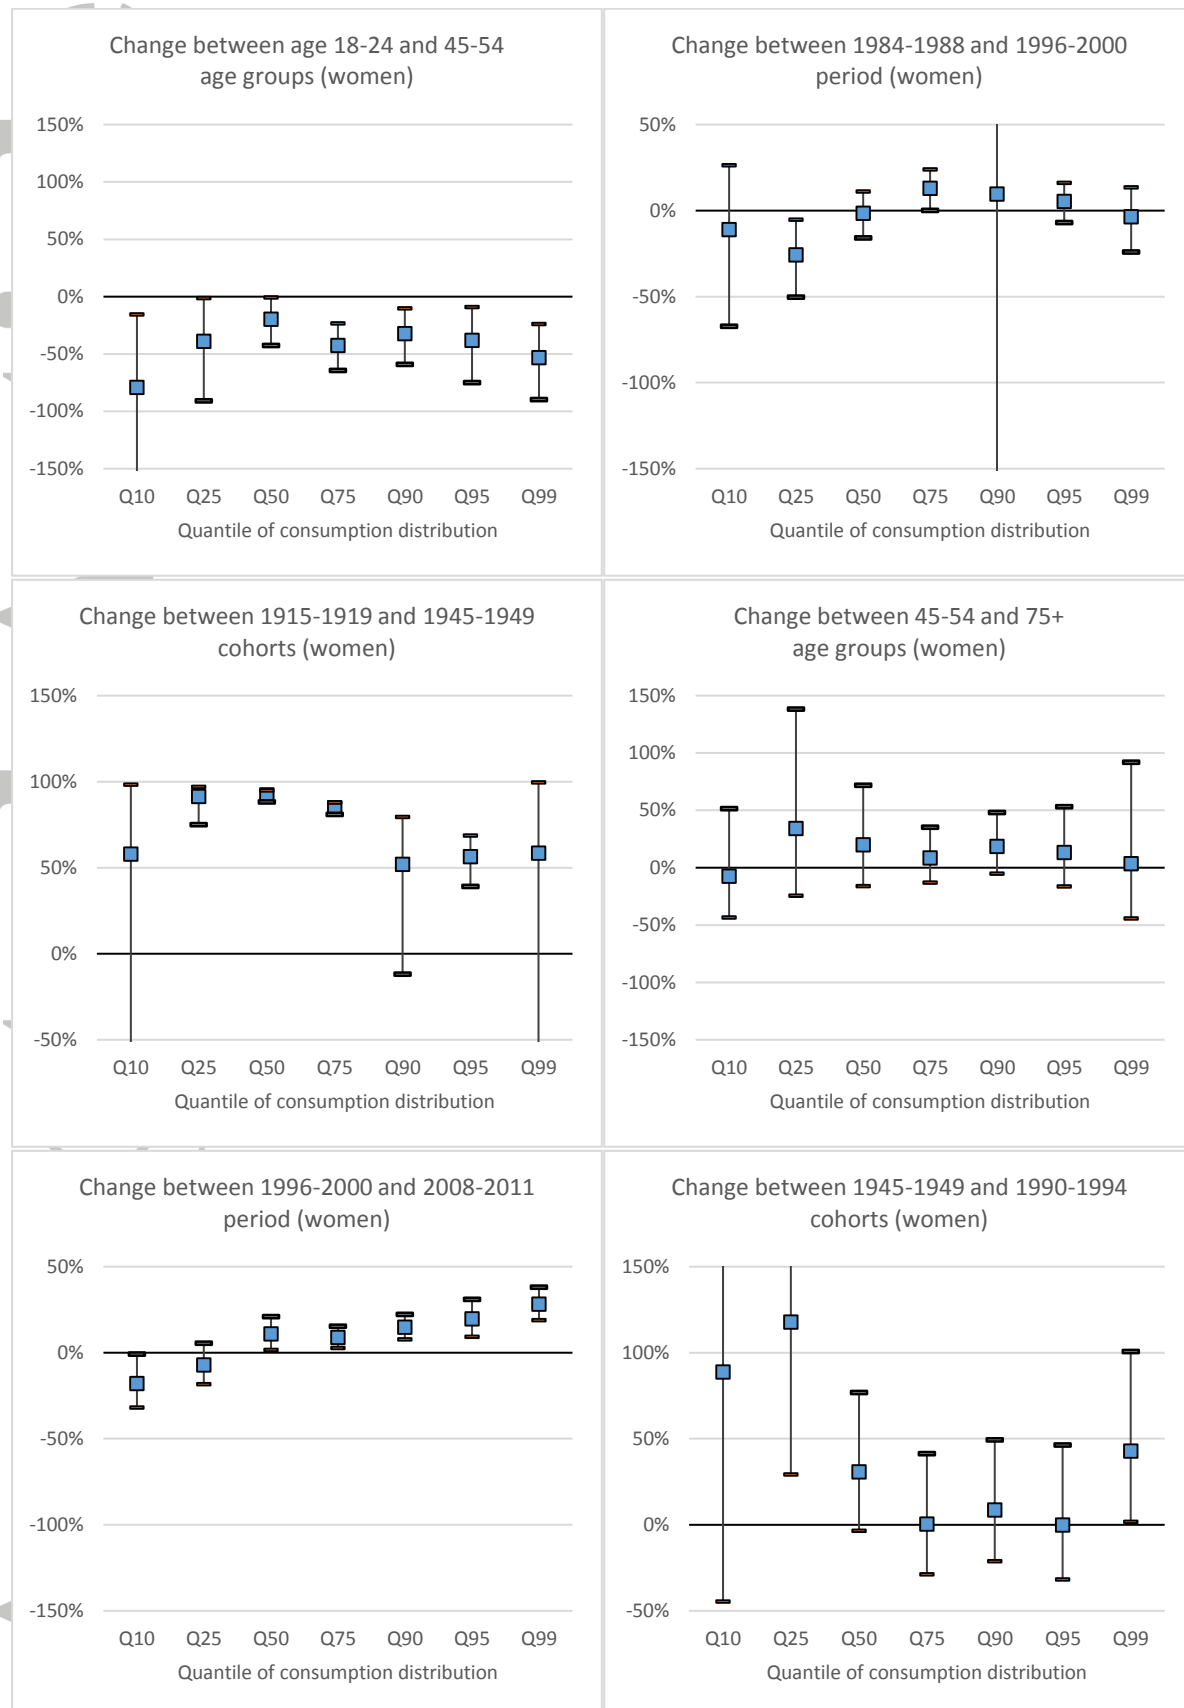 Change between age 18-24 and 45-54
age groups (women)
150%
100%
50%
0%
-50%
-100%
-150%
Q10 Q25 Q50 Q75 Q90 Q95 Q99
Quantile of consumption distribution
Change between 1984-1988 and 1996-2000
period (women)
50%
0%
-50%
-100%
-150%
Q10 Q25 Q50 Q75 Q90 Q95 Q99
Quantile of consumption distribution
Change between 1915-1919 and 1945-1949
cohorts (women)
150%
100%
50%
0%
-50%
Q10 Q25 Q50 Q75 Q90 Q95 Q99
Quantile of consumption distribution
Change between 45-54 and 75+
age groups (women)
150%
100%
50%
0%
-50%
-100%
-150%
Q10 Q25 Q50 Q75 Q90 Q95 Q99
Quantile of consumption distribution
Change between 1996-2000 and 2008-2011
period (women)
50%
0%
-50%
-100%
-150%
Q10 Q25 Q50 Q75 Q90 Q95 Q99
Quantile of consumption distribution
Change between 1945-1949 and 1990-1994
cohorts (women)
150%
100%
50%
0%
-50%
Q10 Q25 Q50 Q75 Q90 Q95 Q99
Quantile of consumption distribution